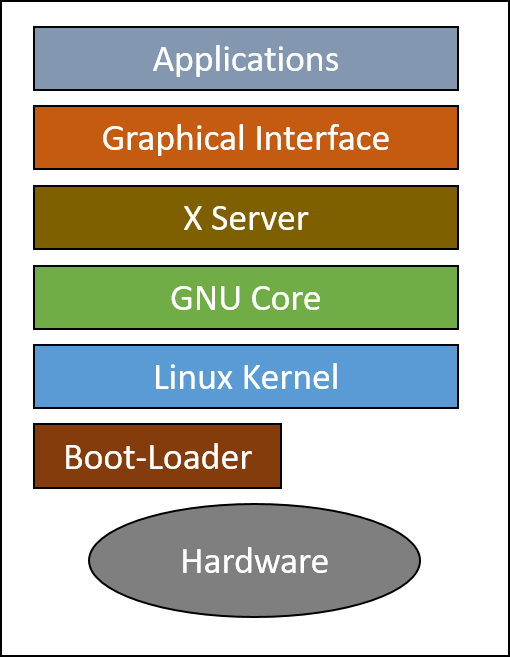 Applications
Graphical Interface
X Server
GNU Core
Linux Kernel
Boot-Loader
Hardware